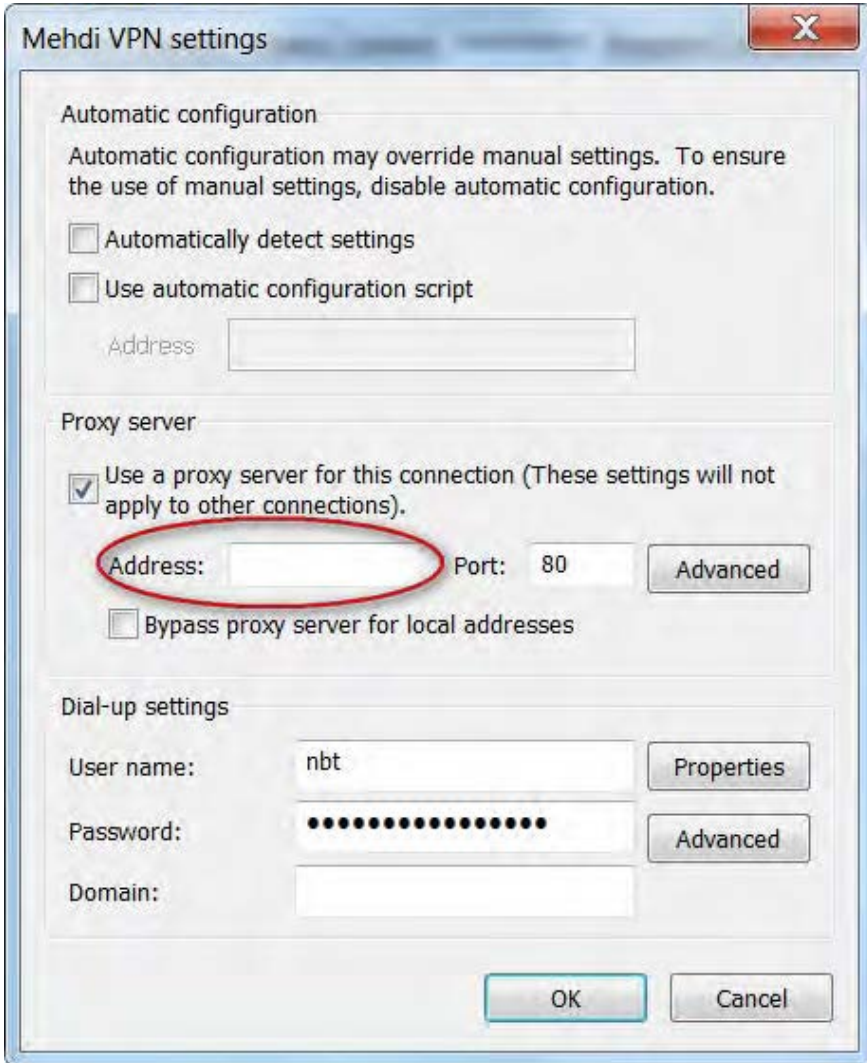 Mehdi VPN settings
Automatic configuration
Automatic configuration may override manual settings. To ensure
the use of manual settings, disable automatic configuration.
Automatically detect settings
Use automatic configuration script
Address
Proxy server
Use a proxy server for this connection (These settings will not
apply to other connections).
Address: Port: 80 Advanced
Bypass proxy server for local addresses
Dial-up settings
User name: nbt Properties
Password: •••••••••••••••• Advanced
Domain:
OK Cancel